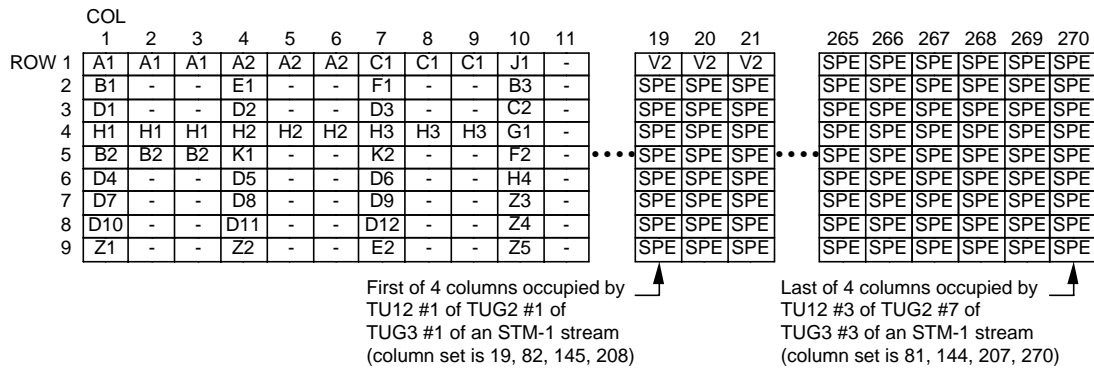 COL
1 2 3 4 5 6 7 8 9 10 11 19 20 21 265 266 267 268 269 270
ROW 1 A1 A1 A1 A2 A2 A2 C1 C1 C1 J1 - V2 V2 V2 SPE SPE SPE SPE SPE SPE
2 B1 - - E1 - - F1 - - B3 SPE SPE SPE SPE SPE SPE SPE SPE SPE
3 D1 - - D2 - - D3 - - C2 SPE SPE SPE SPE SPE SPE SPE SPE SPE
4 H1 H1 H1 H2 H2 H2 H3 H3 H3 G1 - SPE SPE SPE SPE SPE SPE SPE SPE SPE
5 B2 B2 B2 K1 - - K2 - - F2 - •••• SPE SPE SPE •••• SPE SPE SPE SPE SPE SPE
6 D4 - - D5 - - D6 - - H4 - SPE SPE SPE SPE SPE SPE SPE SPE SPE
7 D7 - - D8 - - D9 - - Z3 - SPE SPE SPE SPE SPE SPE SPE SPE SPE
8 D10 - - D11 - - D12 - - Z4 - SPE SPE SPE SPE SPE SPE SPE SPE SPE
9 Z1 - - Z2 - - E2 - - Z5 - SPE SPE SPE SPE SPE SPE SPE SPE SPE
First of 4 columns occupied by
TU12 #1 of TUG2 #1 of
TUG3 #1 of an STM-1 stream
(column set is 19, 82, 145, 208)
Last of 4 columns occupied by
TU12 #3 of TUG2 #7 of
TUG3 #3 of an STM-1 stream
(column set is 81, 144, 207, 270)